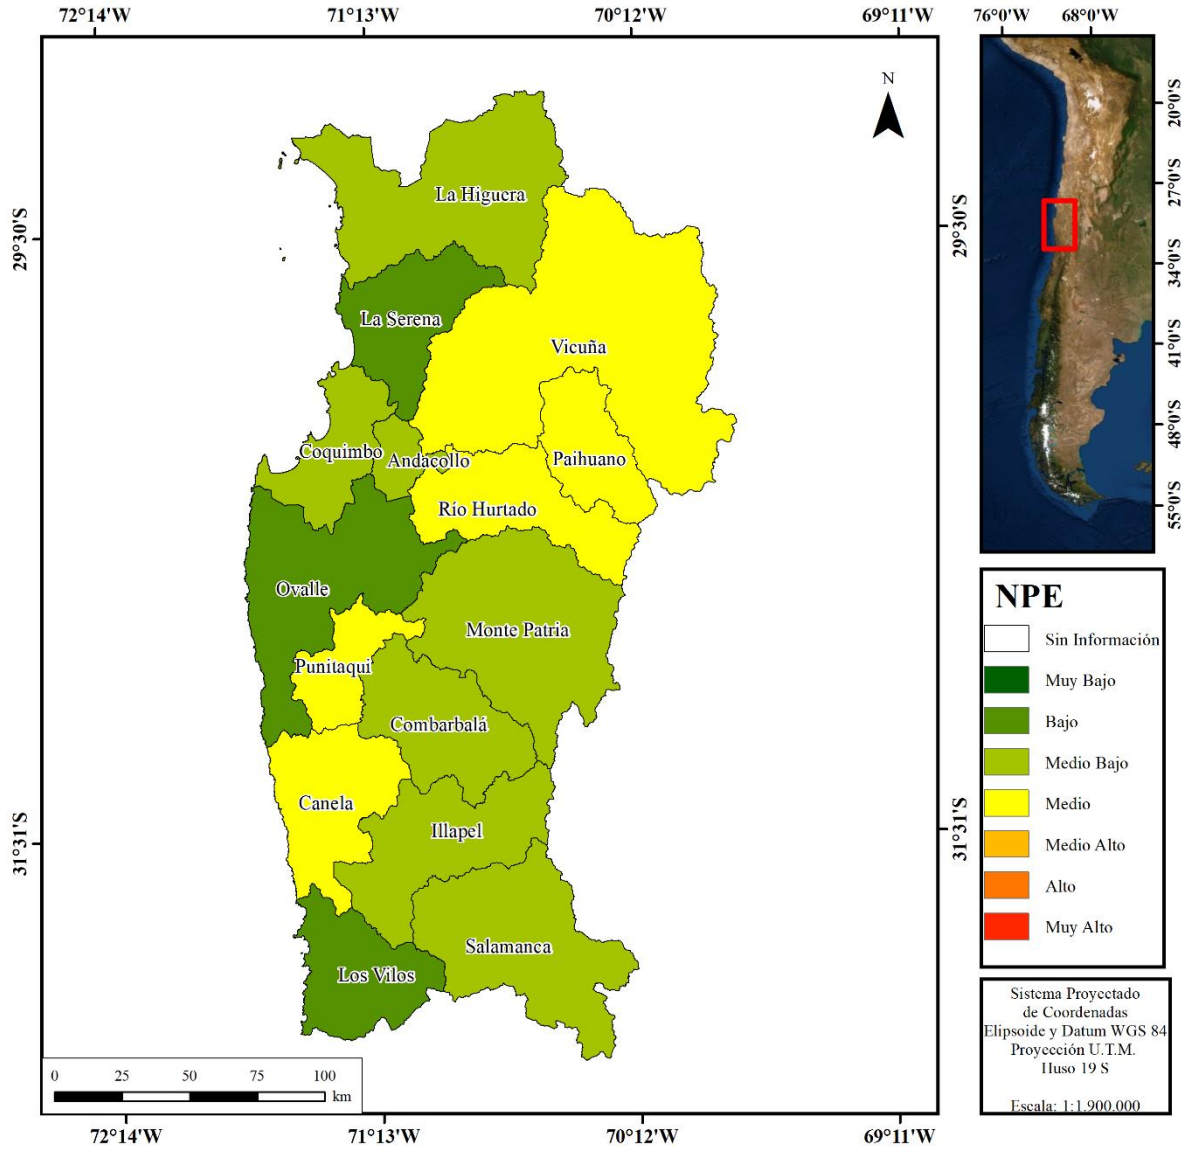 72°14'W
71°13'W
70°12'W
69°11'W
76°0'W
68°0'W
N
20°0'S
27°0'S
34°0'S
41°0'S
48°0'S
55°0'S
29°30'S
29°30'S
31°31'S
31°31'S
La Higuera
La Serena
Vicuña
Coquimbo
Andacollo
Paihuano
Río Hurtado
Ovalle
Monte Patria
Punitaqui
Combarbalá
Canela
Illapel
Salamanca
Los Vilos
NPE
Sin Información
Muy Bajo
Bajo
Medio Bajo
Medio
Medio Alto
Alto
Muy Alto
Sistema Proyectado
de Coordenadas
Elipsoide y Datum WGS 84
Proyección U.T.M.
Huso 19 S
Escala: 1:1.900.000
0 25 50 75 100
km
72°14'W
71°13'W
70°12'W
69°11'W